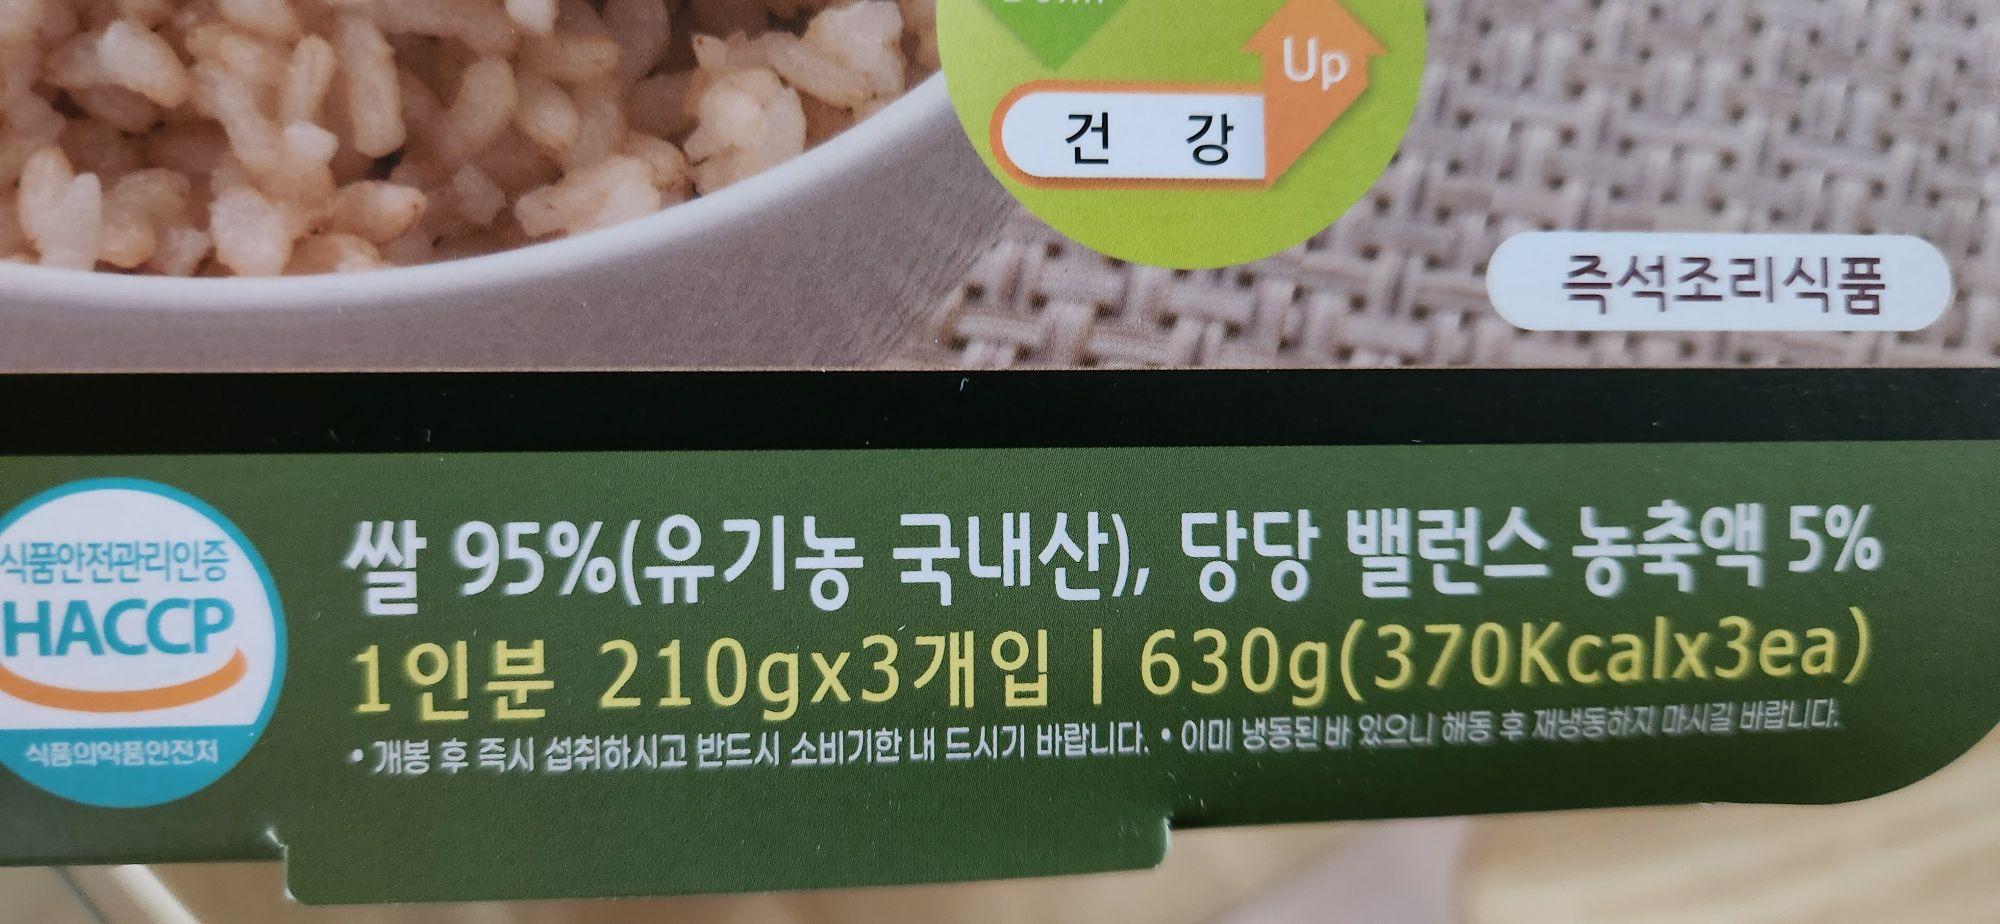 Up
건 강
즉석조리식품
식품안전관리인증
HACCP
식품의약품안전처
쌀 95%(유기농 국내산), 당당 밸런스 농축액 5%
1인분 210gx3개입 | 630g(370Kcalx3ea)
• 개봉 후 즉시 섭취하시고 반드시 소비기한 내 드시기 바랍니다. • 이미 냉동된 바 있으니 해동 후 재냉동하지 마시길 바랍니다.